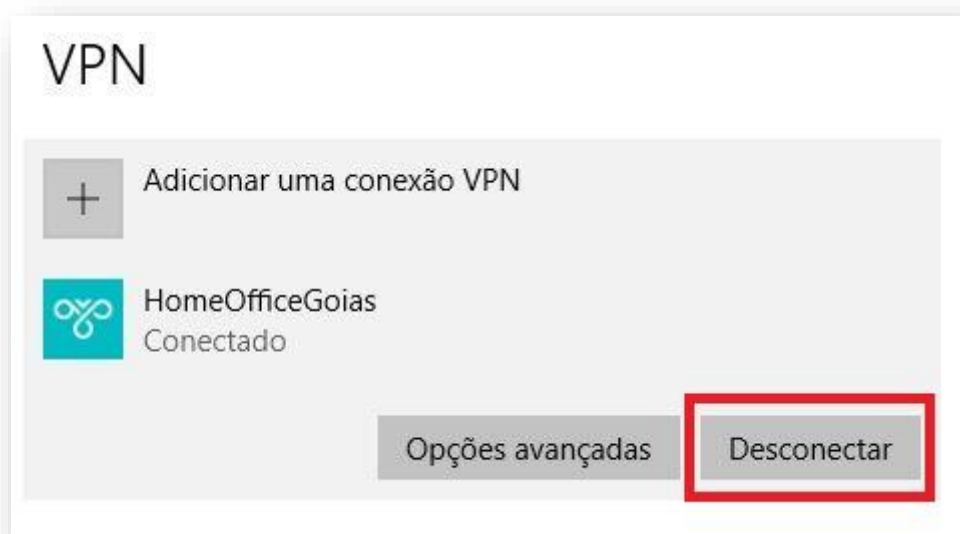 VPN
Adicionar uma conexão VPN
HomeOfficeGoias
Conectado
Opções avançadas
Desconectar